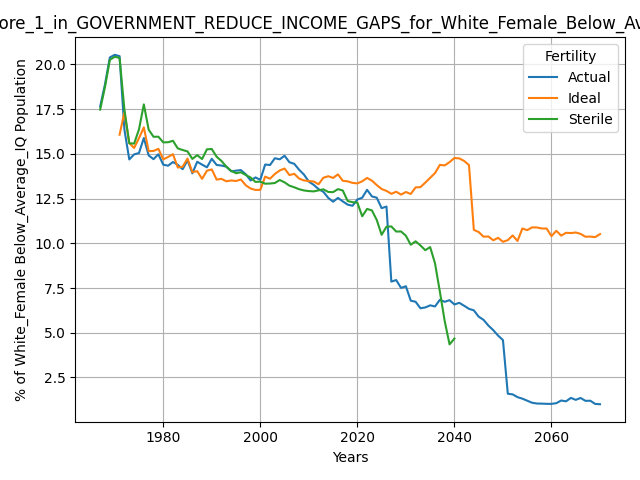 ore_1_in_GOVERNMENT_REDUCE_INCOME_GAPS_for_White_Female_Below_Av
% of White_Female Below_Average_IQ Population
20.0
17.5
15.0
12.5
10.0
7.5
5.0
2.5
Fertility
Actual
Ideal
Sterile
1980
2000
2020
2040
2060
Years